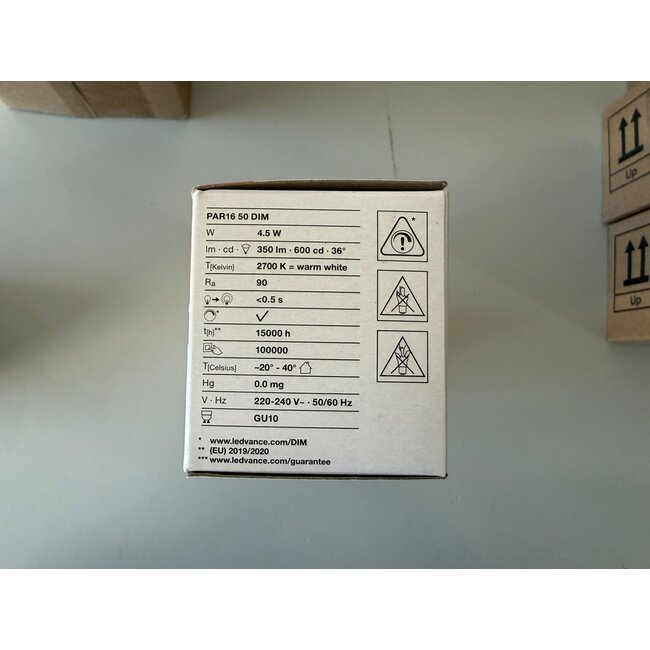 PAR16 50 DIM
W 4.5 W
lm · cd · 350 lm · 600 cd · 36°
T[Kelvin] 2700 K = warm white
Ra 90
<0.5 s
*
t[h]** 15000 h
100000
T[Celsius] –20° - 40°
Hg 0.0 mg
V · Hz 220-240 V~ · 50/60 Hz
GU10
* www.ledvance.com/DIM
** (EU) 2019/2020
*** www.ledvance.com/guarantee
*
Up
Up